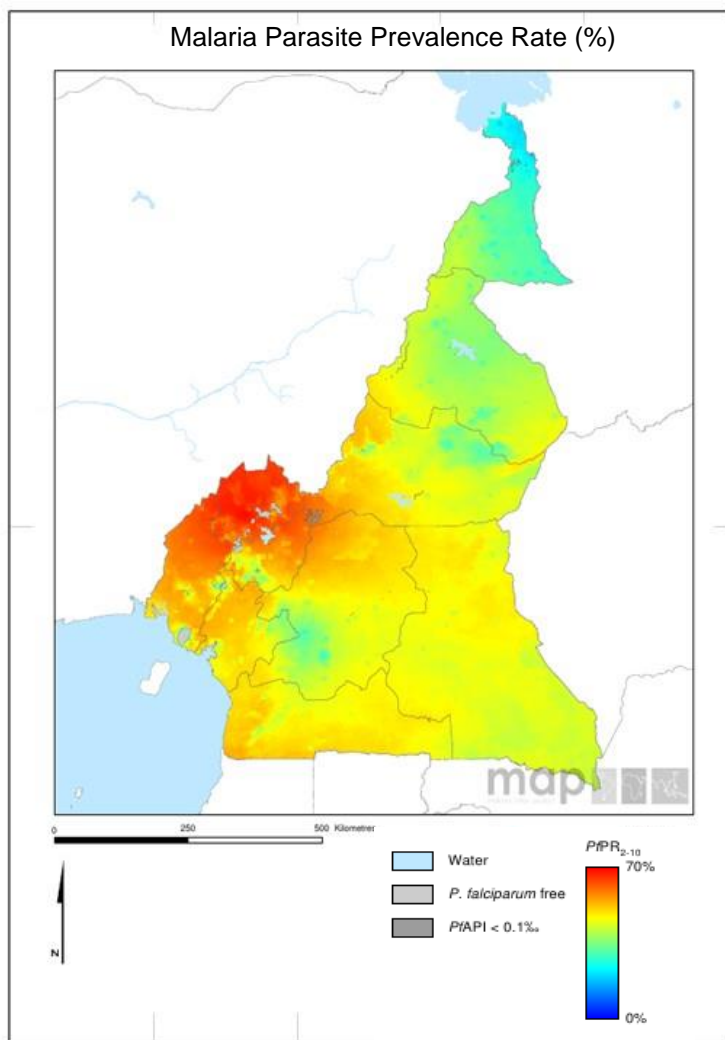 Malaria Parasite Prevalence Rate (%)
map
0 250 500 Kilometres
N
Water
P. falciparum free
PfAPI < 0.1‰
PfPR2-10
70%
0%